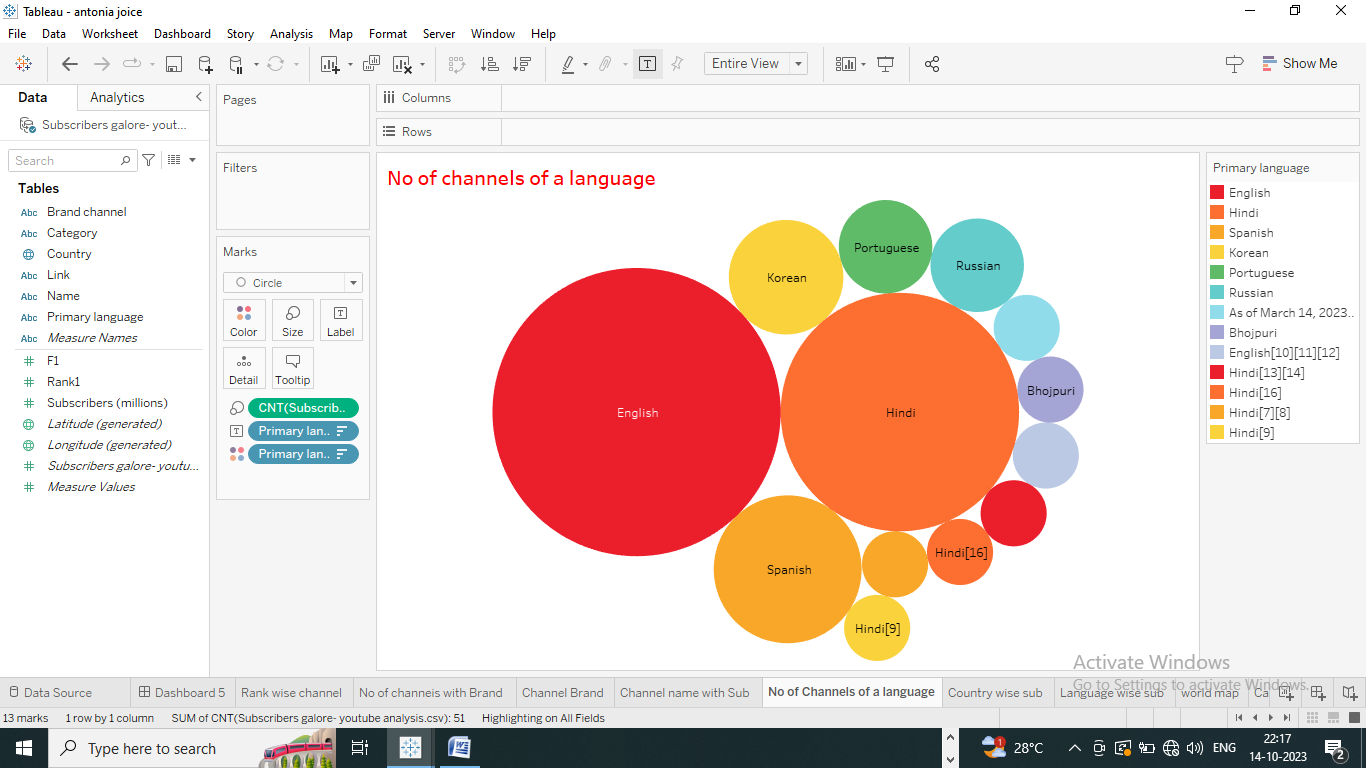 Tableau - antonia joice
File Data Worksheet Dashboard Story Analysis Map Format Server Window Help
Entire View
Show Me
Data Analytics
Pages
Columns
Subscribers galore- yout...
Rows
Search
Filters
No of channels of a language
Primary language
Tables
Abc Brand channel
Abc Category
Country
Abc Link
Abc Name
Abc Primary language
Abc Measure Names
F1
Rank1
Subscribers (millions)
Latitude (generated)
Longitude (generated)
Subscribers galore- youtu...
Measure Values
Marks
Circle
Color Size Label
Detail Tooltip
CNT(Subscrib..
Primary lan..
Primary lan..
Portuguese
Russian
Korean
Bhojpuri
English
Hindi
Hindi[16]
Spanish
Hindi[9]
English
Hindi
Spanish
Korean
Portuguese
Russian
As of March 14, 2023..
Bhojpuri
English[10][11][12]
Hindi[13][14]
Hindi[16]
Hindi[7][8]
Hindi[9]
Activate Windows
Go to Settings to activate Windows.
Data Source Dashboard 5 Rank wise channel No of channels with Brand Channel Brand Channel name with Sub No of Channels of a language Country wise sub Language wise sub world map Ca
13 marks 1 row by 1 column SUM of CNT(Subscribers galore- youtube analysis.csv): 51 Highlighting on All Fields
Type here to search
1
28°C
ENG
22:17
14-10-2023
2